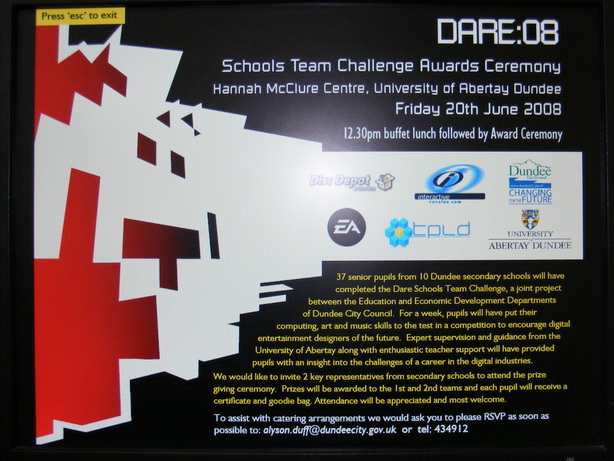 Press 'esc' to exit
DARE:08
Schools Team Challenge Awards Ceremony
Hannah McClure Centre, University of Abertay Dundee
Friday 20th June 2008
12.30pm buffet lunch followed by Award Ceremony
Disc Depot
interactive
Dundee
CHANGING
FOR THE FUTURE
EA
tpld
UNIVERSITY
ABERTAY DUNDEE
37 senior pupils from 10 Dundee secondary schools will have
completed the Dare Schools Team Challenge, a joint project
between the Education and Economic Development Departments
of Dundee City Council. For a week, pupils will have put their
computing, art and music skills to the test in a competition to encourage digital
entertainment designers of the future. Expert supervision and guidance from the
University of Abertay along with enthusiastic teacher support will have provided
pupils with an insight into the challenges of a career in the digital industries.
We would like to invite 2 key representatives from secondary schools to attend the prize
giving ceremony. Prizes will be awarded to the 1st and 2nd teams and each pupil will receive a
certificate and goodie bag. Attendance will be appreciated and most welcome.
To assist with catering arrangements we would ask you to please RSVP as soon as
possible to: alyson.duff@dundeecity.gov.uk or tel: 434912